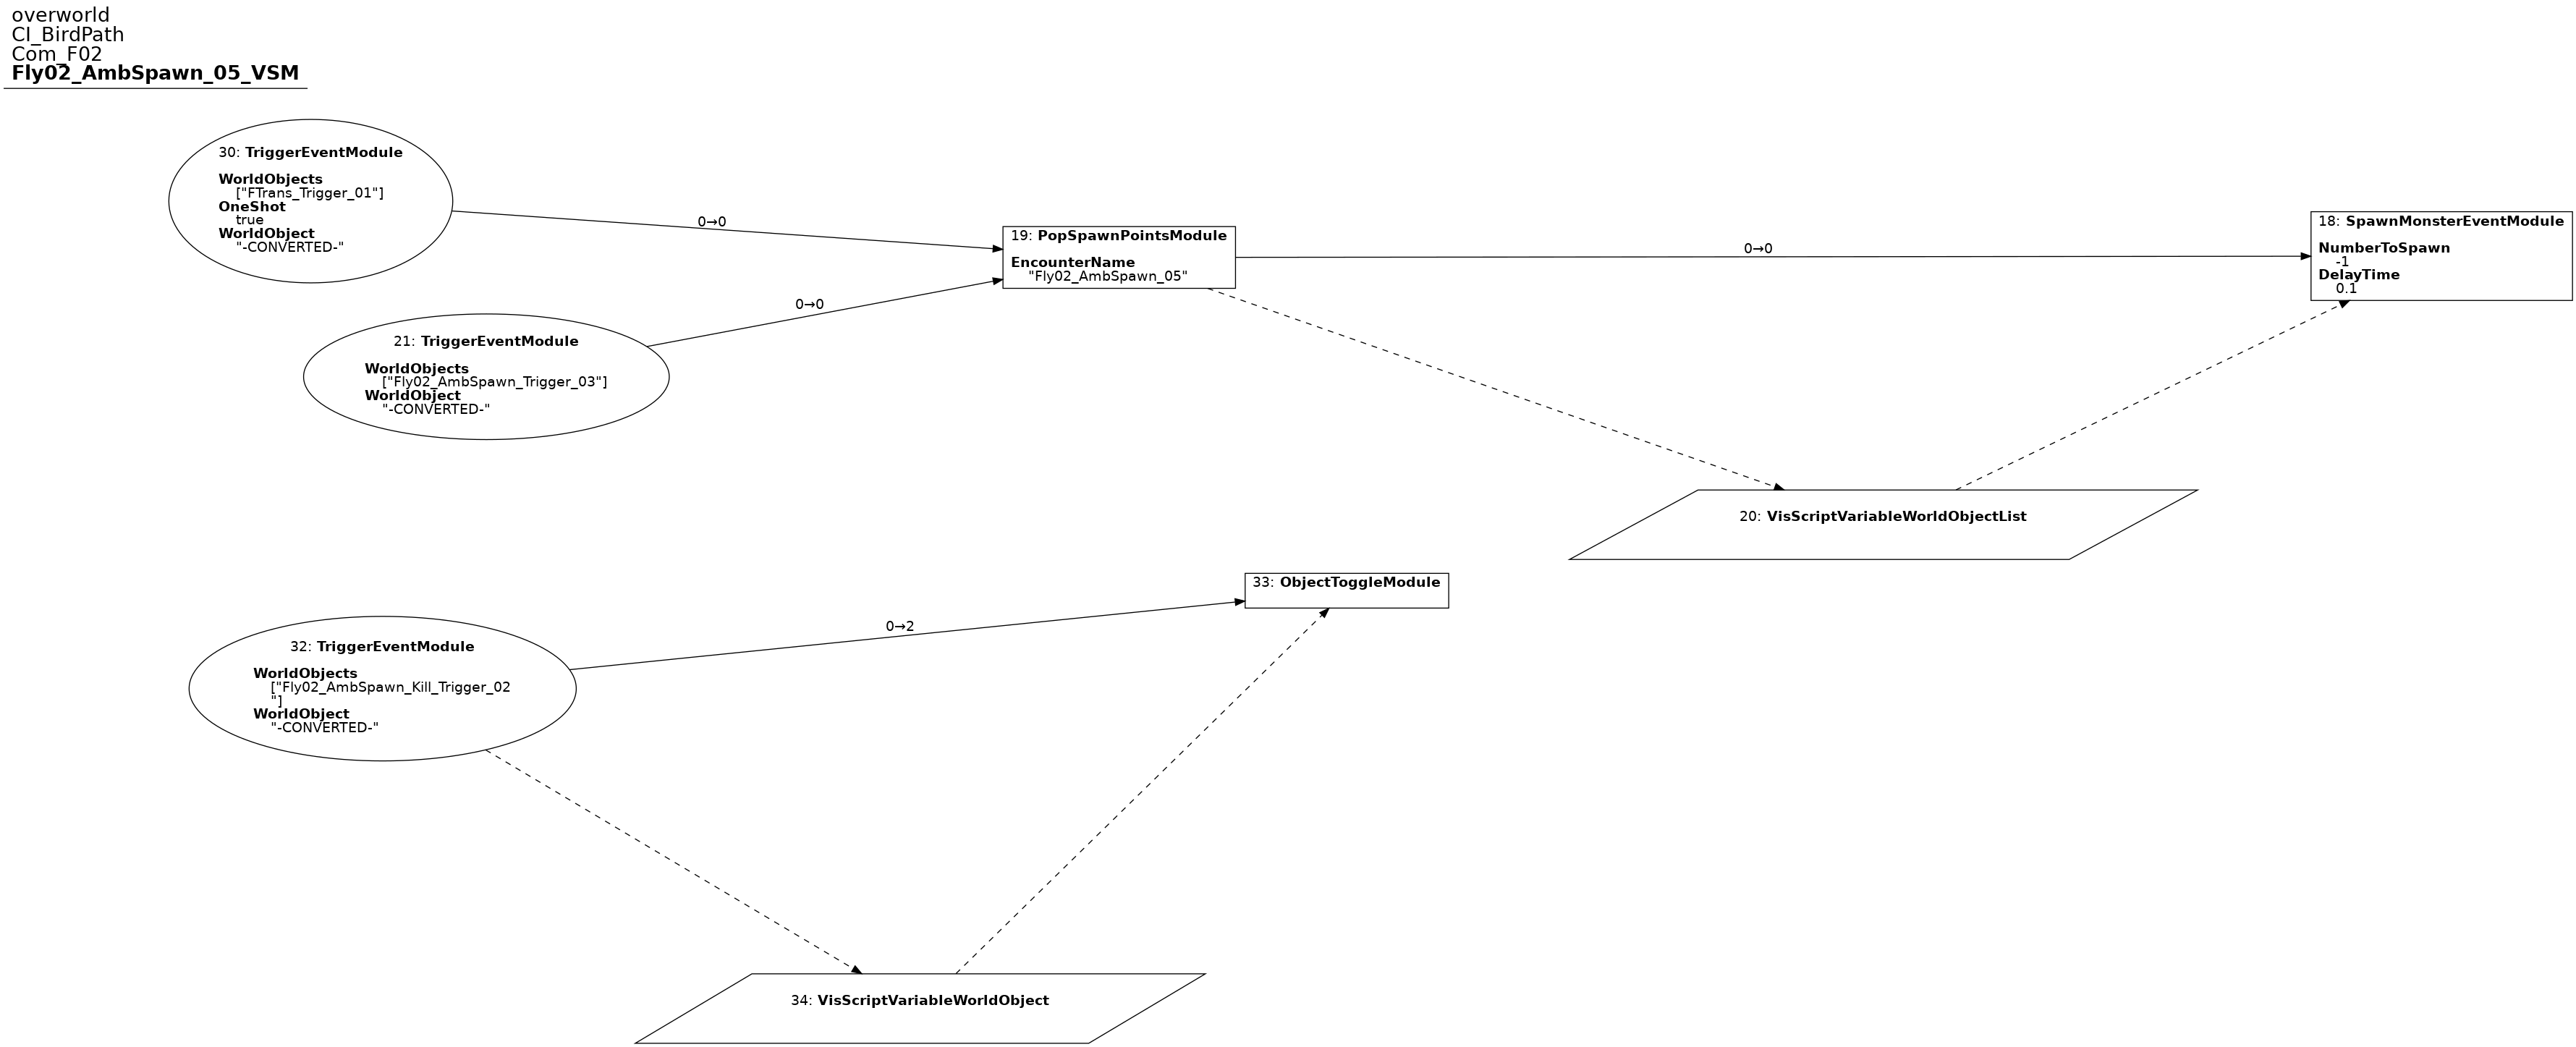 overworld
CI_BirdPath
Com_F02
Fly02_AmbSpawn_05_VSM
30: TriggerEventModule
WorldObjects
["FTrans_Trigger_01"]
OneShot
true
WorldObject
"-CONVERTED-"
0→0
19: PopSpawnPointsModule
EncounterName
"Fly02_AmbSpawn_05"
0→0
18: SpawnMonsterEventModule
NumberToSpawn
-1
DelayTime
0.1
0→0
21: TriggerEventModule
WorldObjects
["Fly02_AmbSpawn_Trigger_03"]
WorldObject
"-CONVERTED-"
20: VisScriptVariableWorldObjectList
33: ObjectToggleModule
0→2
32: TriggerEventModule
WorldObjects
["Fly02_AmbSpawn_Kill_Trigger_02
"]
WorldObject
"-CONVERTED-"
34: VisScriptVariableWorldObject